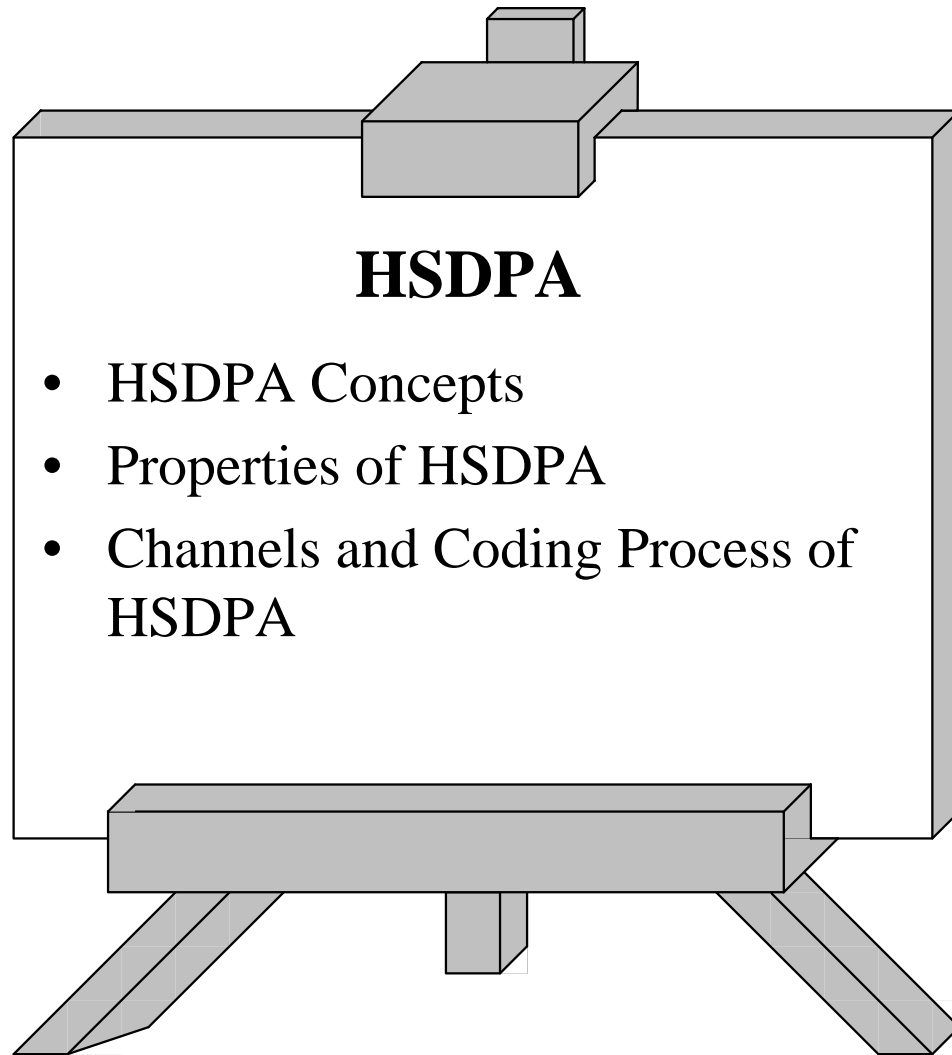 HSDPA
• HSDPA Concepts
• Properties of HSDPA
• Channels and Coding Process of
HSDPA